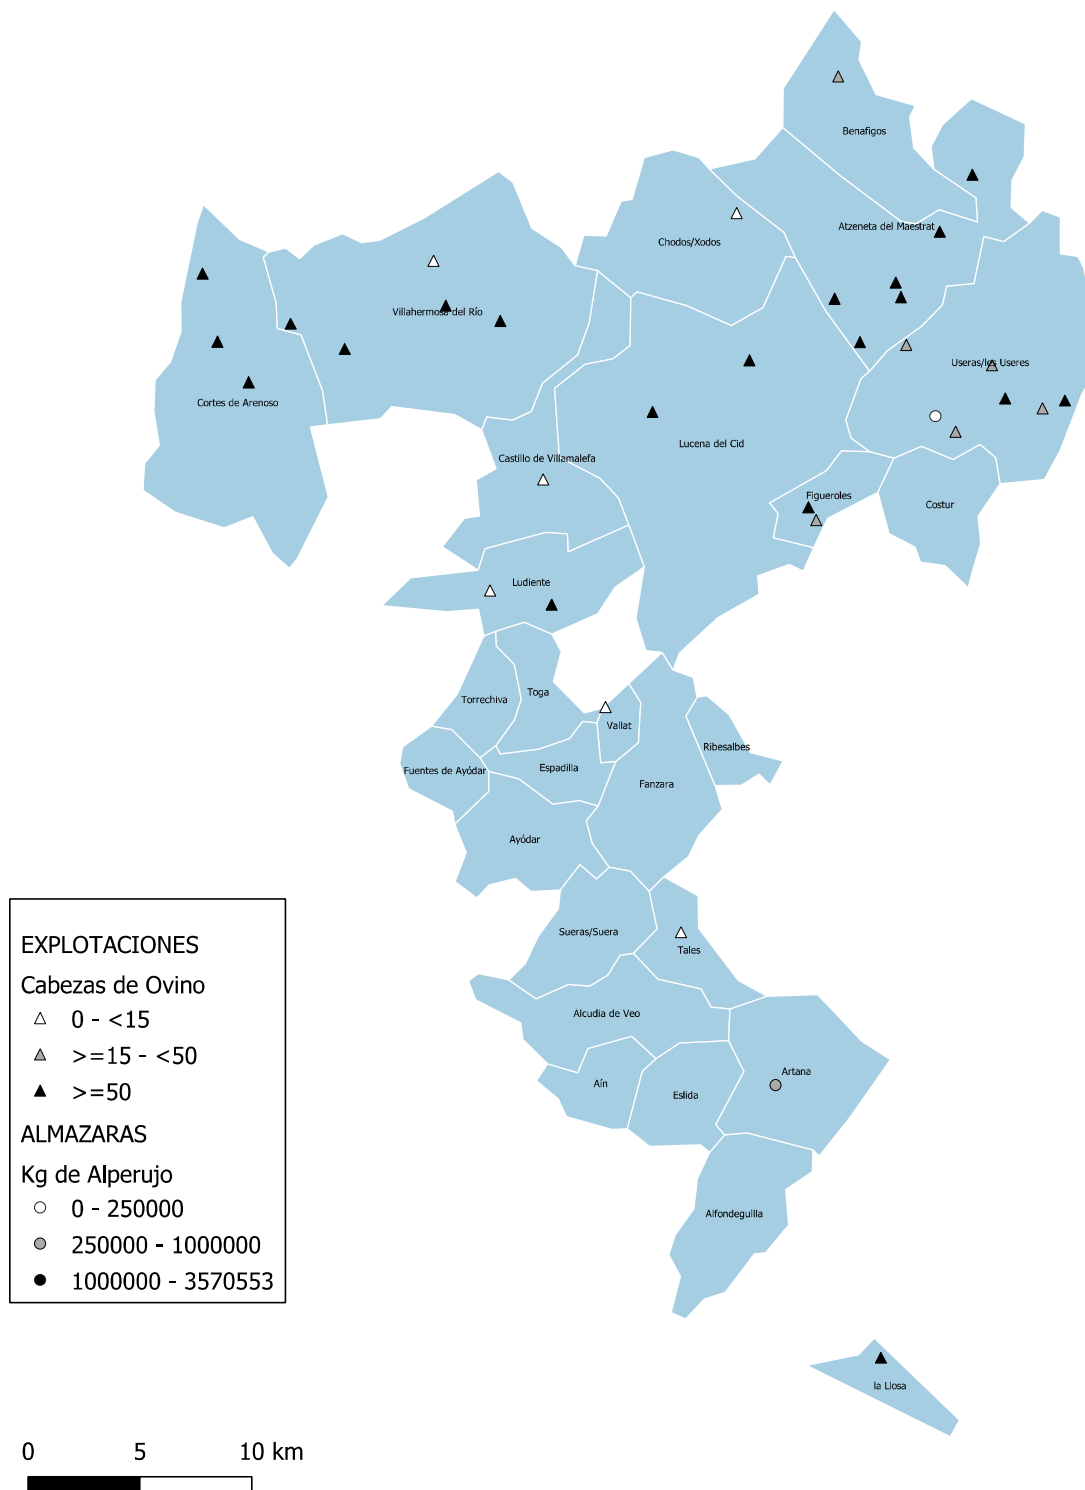 Benafigos
Atzeneta del Maestrat
Chodos/Xodos
Villahermosa del Río
Useras/les Useres
Cortes de Arenoso
Lucena del Cid
Castillo de Villamalefa
Figueroles
Costur
Ludiente
Toga
Torrechiva
Vallat
Ribesalbes
Fuentes de Ayódar
Espadilla
Fanzara
Ayódar
Sueras/Suera
Tales
Alcudia de Veo
Artana
Aín
Eslida
Alfondeguilla
la Llosa
EXPLOTACIONES
Cabezas de Ovino
0 - <15
>=15 - <50
>=50
ALMAZARAS
Kg de Alperujo
0 - 250000
250000 - 1000000
1000000 - 3570553
0 5 10 km